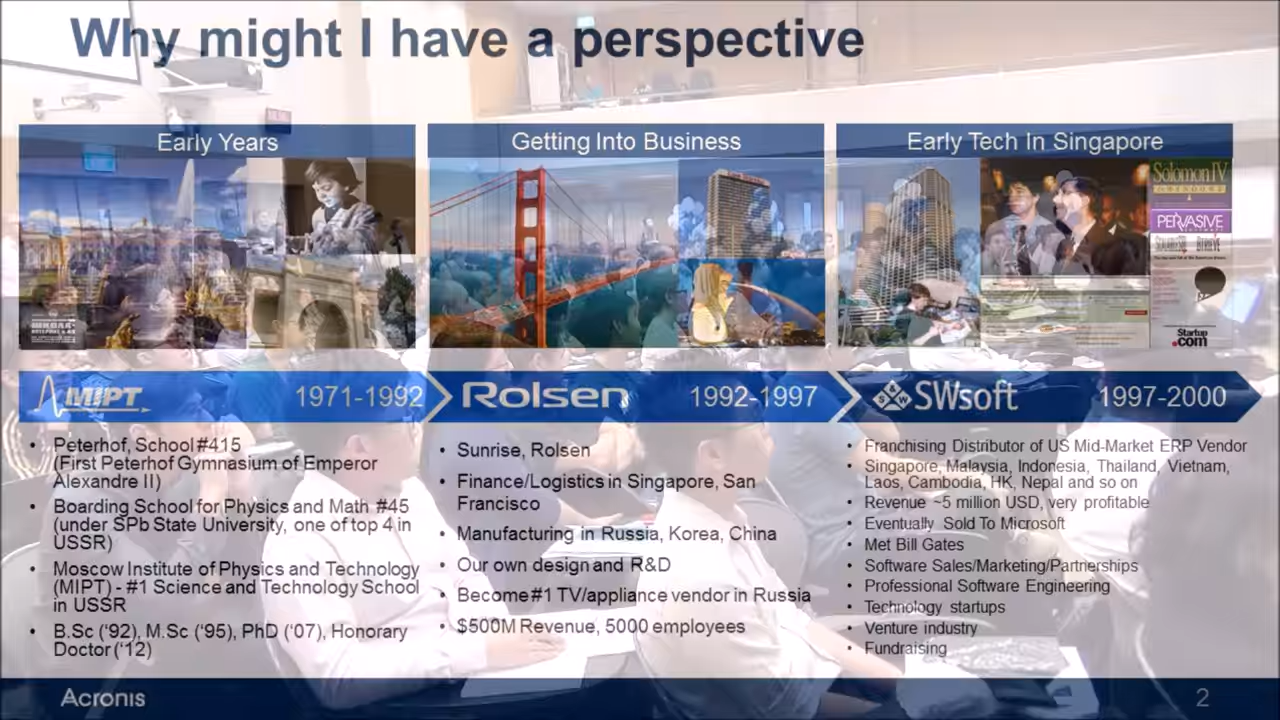 Why might I have a perspective
Early Years
Getting Into Business
Early Tech In Singapore
Solomon IV
PERVASIVE
Startup
.com
MIPT
1971-1992
Rolsen
1992-1997
SWsoft
1997-2000
• Peterhof, School #415
(First Peterhof Gymnasium of Emperor
Alexandre II)
• Boarding School for Physics and Math #45
(under SPb State University, one of top 4 in
USSR)
• Moscow Institute of Physics and Technology
(MIPT) - #1 Science and Technology School
in USSR
• B.Sc (‘92), M.Sc (‘95), PhD (‘07), Honorary
Doctor (‘12)
• Sunrise, Rolsen
• Finance/Logistics in Singapore, San
Francisco
• Manufacturing in Russia, Korea, China
• Our own design and R&D
• Become #1 TV/appliance vendor in Russia
• $500M Revenue, 5000 employees
• Franchising Distributor of US Mid-Market ERP Vendor
• Singapore, Malaysia, Indonesia, Thailand, Vietnam,
Laos, Cambodia, HK, Nepal and so on
• Revenue ~5 million USD, very profitable
• Eventually Sold To Microsoft
• Met Bill Gates
• Software Sales/Marketing/Partnerships
• Professional Software Engineering
• Technology startups
• Venture industry
• Fundraising
Acronis
2